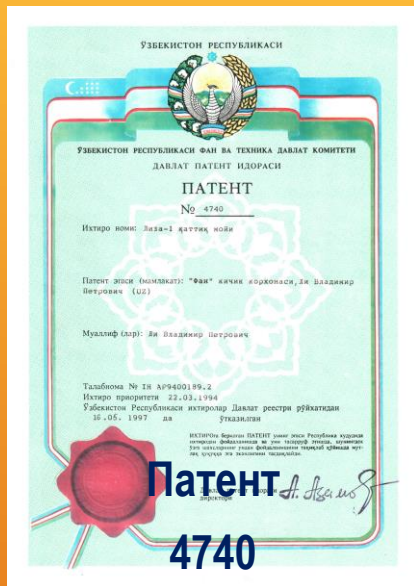 ЎЗБЕКИСТОН РЕСПУБЛИКАСИ
ЎЗБЕКИСТОН РЕСПУБЛИКАСИ ФАН ВА ТЕХНИКА ДАВЛАТ КОМИТЕТИ
ДАВЛАТ ПАТЕНТ ИДОРАСИ
ПАТЕНТ
№ 4740
Ихтиро номи: Лиза-1 қаттиқ мойи
Патент эгаси (мамлакат): "Фан" кичик корхонаси, Ли Владимир
Петрович (UZ)
Муаллиф (лар): Ли Владимир Петрович
Талабнома № IH AP9400189.2
Ихтиро приоритети 22.03.1994
Ўзбекистон Республикаси ихтиролар Давлат реестри рўйхатидан
16.05. 1997 да ўтказилган
Патент
директори
4740